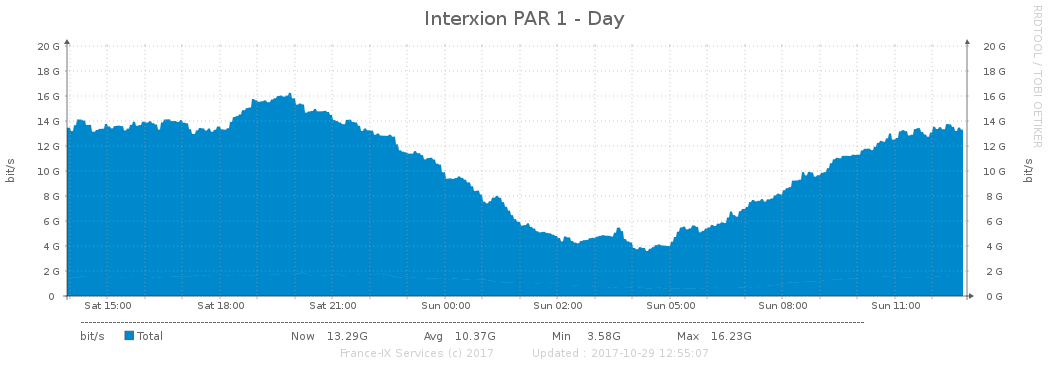 Interxion PAR 1 - Day
RRDTOOL / TOBI OETIKER
20 G 20 G
18 G 18 G
16 G 16 G
14 G 14 G
12 G 12 G
10 G 10 G
8 G 8 G
6 G 6 G
4 G 4 G
2 G 2 G
0 0 G
bit/s
bit/s
Sat 15:00 Sat 18:00 Sat 21:00 Sun 00:00 Sun 02:00 Sun 05:00 Sun 08:00 Sun 11:00
bit/s Total Now 13.29G Avg 10.37G Min 3.58G Max 16.23G
France-IX Services (c) 2017 Updated : 2017-10-29 12:55:07